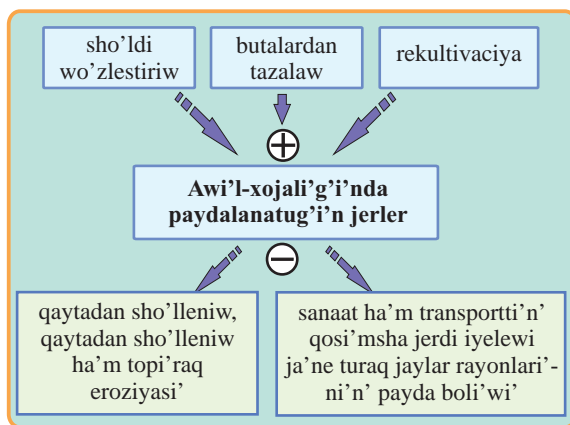 sho'ldi
wo'zlestiriw
butalardan
tazalaw
rekultivaciya
+
Awi'l-xojali'g'i'nda
paydalanatug'i'n jerler
−
qaytadan sho'lleniw,
qaytadan sho'lleniw
ha'm topi'raq
eroziyasi'
sanaat ha'm transportti'n'
qosi'msha jerdi iyelewi
ja'ne turaq jaylar rayonlari'-
ni'n' payda boli'wi'